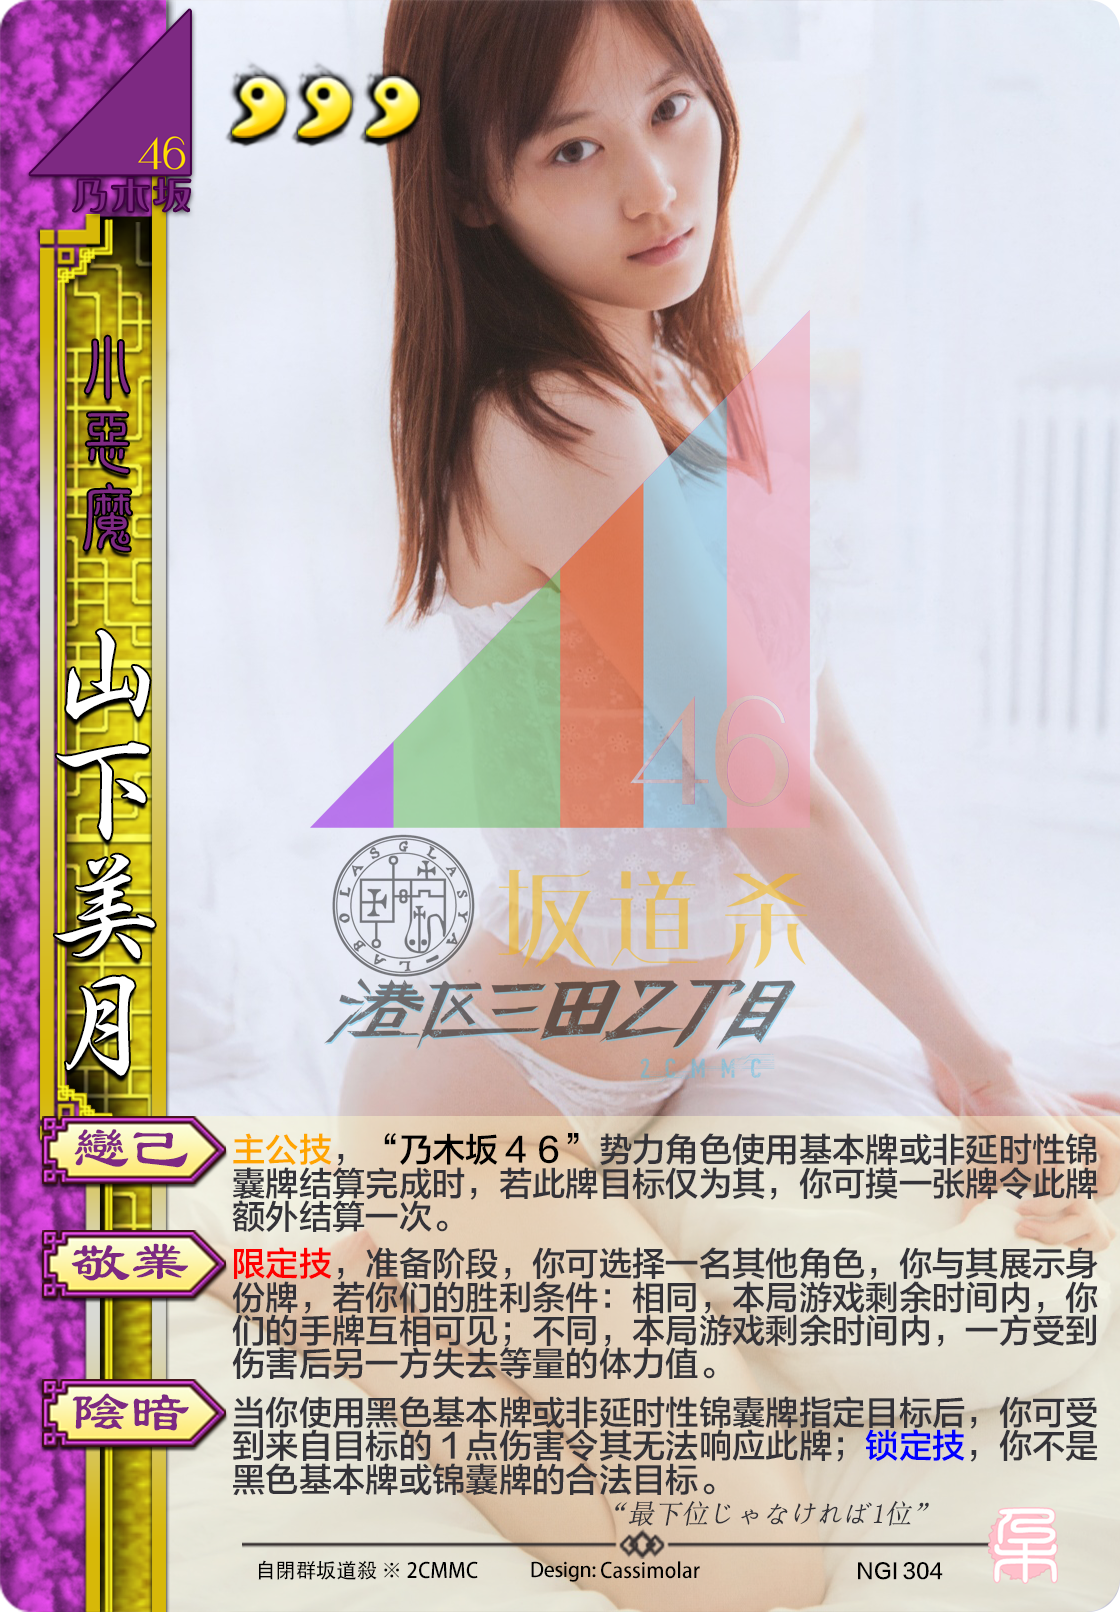 46
乃木坂
小惡魔
山下美月
46
GLASYA-LABOLAS
坂道杀
港区三田乙丁目
2CMMC
戀己
主公技，“乃木坂４６”势力角色使用基本牌或非延时性锦
囊牌结算完成时，若此牌目标仅为其，你可摸一张牌令此牌
额外结算一次。
敬業
限定技，准备阶段，你可选择一名其他角色，你与其展示身
份牌，若你们的胜利条件：相同，本局游戏剩余时间内，你
们的手牌互相可见；不同，本局游戏剩余时间内，一方受到
伤害后另一方失去等量的体力值。
陰暗
当你使用黑色基本牌或非延时性锦囊牌指定目标后，你可受
到来自目标的１点伤害令其无法响应此牌；锁定技，你不是
黑色基本牌或锦囊牌的合法目标。
“最下位じゃなければ1位”
自閉群坂道殺 ※ 2CMMC Design: Cassimolar NGI 304